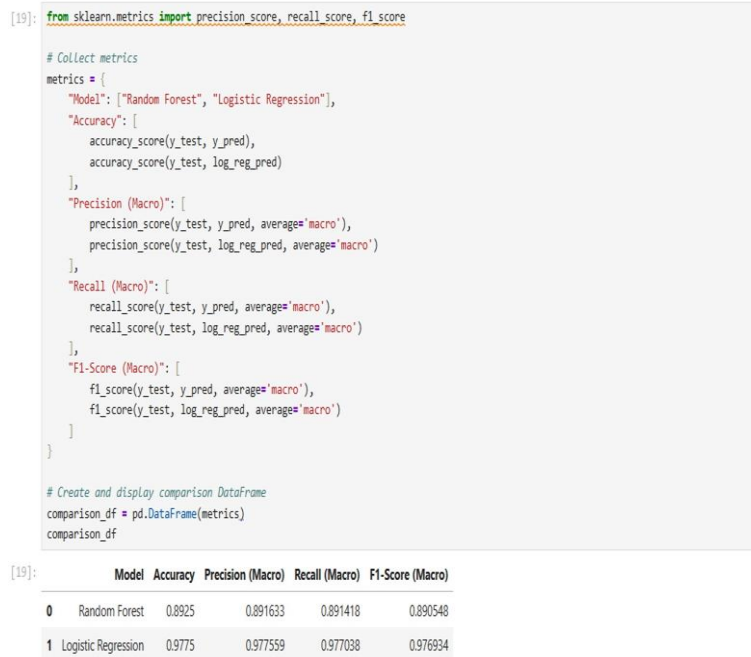 [19]: from sklearn.metrics import precision_score, recall_score, f1_score
# Collect metrics
metrics = {
    "Model": ["Random Forest", "Logistic Regression"],
    "Accuracy": [
        accuracy_score(y_test, y_pred),
        accuracy_score(y_test, log_reg_pred)
    ],
    "Precision (Macro)": [
        precision_score(y_test, y_pred, average='macro'),
        precision_score(y_test, log_reg_pred, average='macro')
    ],
    "Recall (Macro)": [
        recall_score(y_test, y_pred, average='macro'),
        recall_score(y_test, log_reg_pred, average='macro')
    ],
    "F1-Score (Macro)": [
        f1_score(y_test, y_pred, average='macro'),
        f1_score(y_test, log_reg_pred, average='macro')
    ]
}
# Create and display comparison DataFrame
comparison_df = pd.DataFrame(metrics)
comparison_df
[19]: Model Accuracy Precision (Macro) Recall (Macro) F1-Score (Macro)
0 Random Forest 0.8925 0.891633 0.891418 0.890548
1 Logistic Regression 0.9775 0.977559 0.977038 0.976934